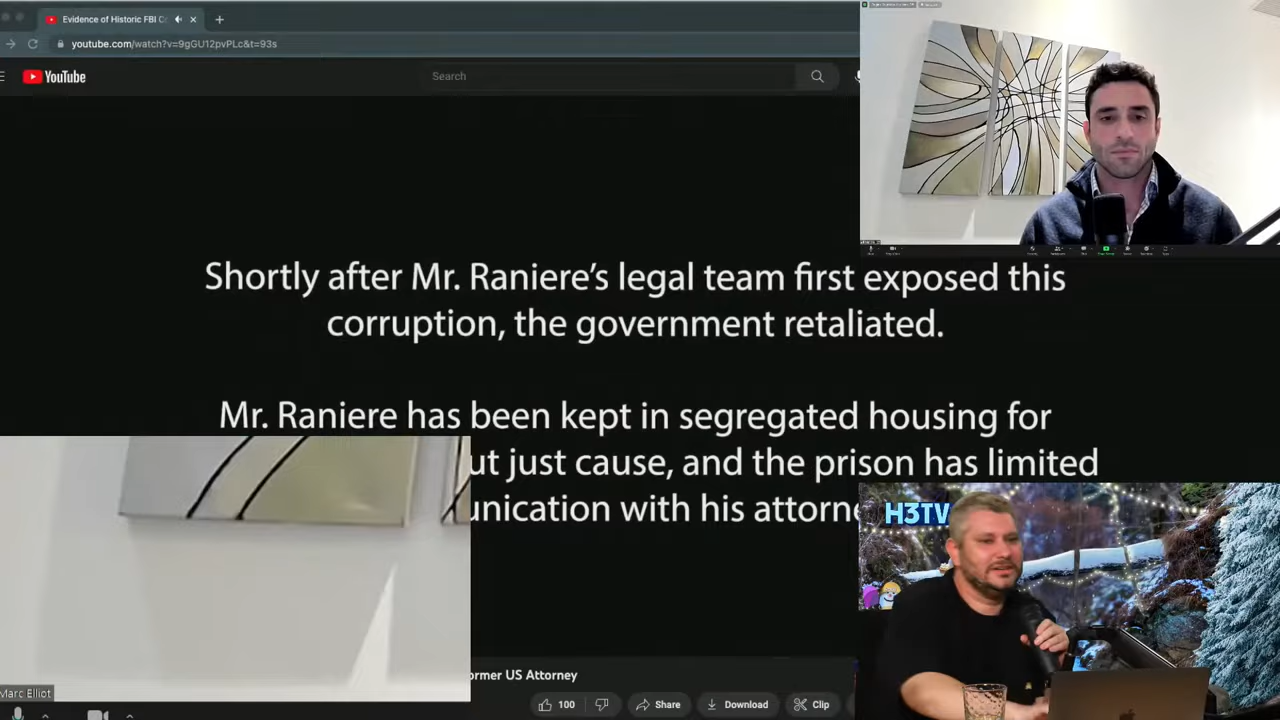 Evidence of Historic FBI Co
youtube.com/watch?v=9gGU12pvPLc&t=93s
YouTube
Search
Shortly after Mr. Raniere’s legal team first exposed this
corruption, the government retaliated.
Mr. Raniere has been kept in segregated housing for
ut just cause, and the prison has limited
unication with his attorne
H3TV
Marc Elliot
ormer US Attorney
100
Share
Download
Clip